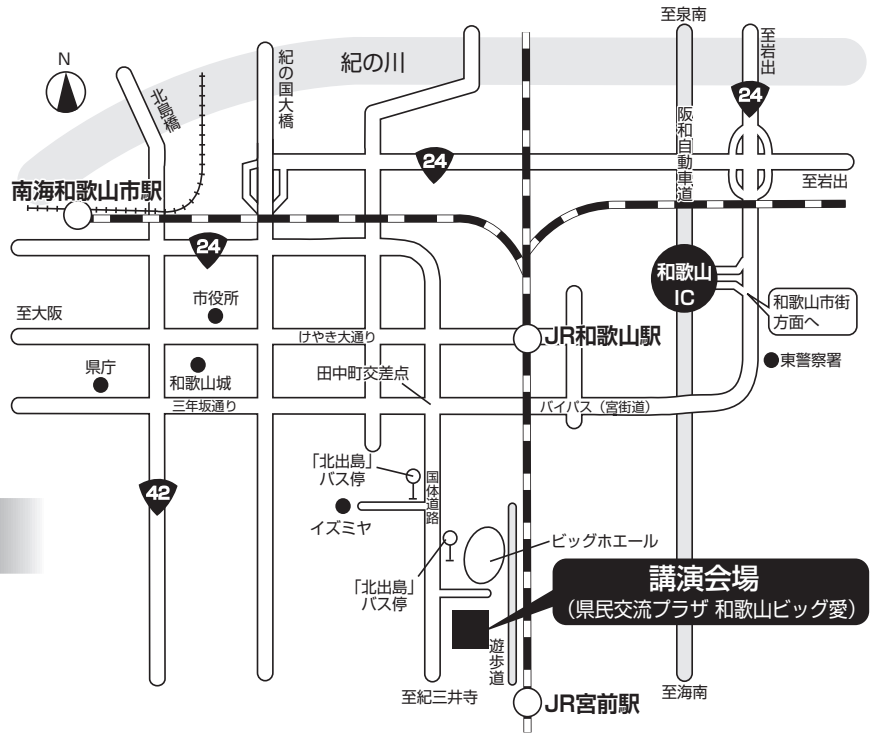 至泉南
N
北島橋
紀の国大橋
紀の川
至岩出
24
阪和自動車道
24
至岩出
南海和歌山市駅
24
和歌山
IC
市役所
和歌山市街
方面へ
至大阪
けやき大通り
JR和歌山駅
東警察署
県庁
和歌山城
田中町交差点
三年坂通り
バイパス（宮街道）
「北出島」
バス停
国体道路
42
イズミヤ
ビッグホエール
「北出島」
バス停
講演会場
（県民交流プラザ 和歌山ビッグ愛）
遊歩道
至紀三井寺
至海南
JR宮前駅